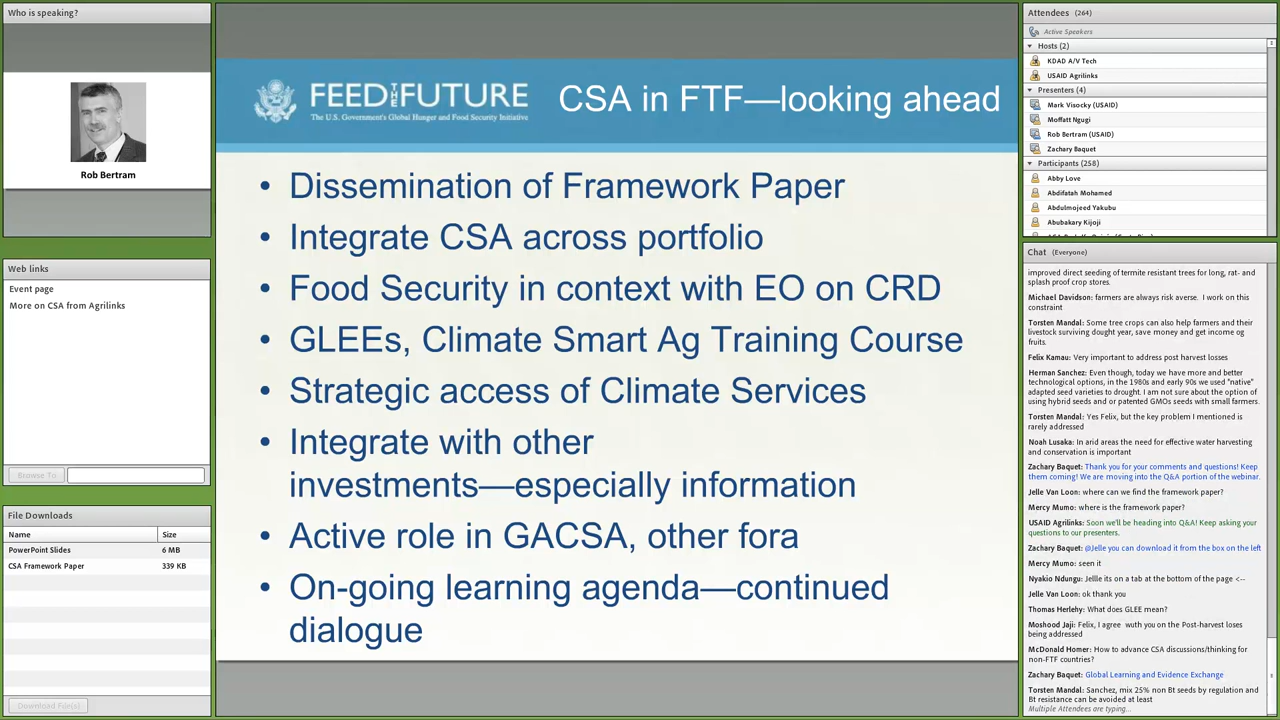 Who is speaking?
Rob Bertram
Web links
Event page
More on CSA from Agrilinks
Browse To
File Downloads
Name Size
PowerPoint Slides 6 MB
CSA Framework Paper 339 KB
Download File(s)
FEED THE FUTURE
The U.S. Government's Global Hunger and Food Security Initiative
CSA in FTF—looking ahead
• Dissemination of Framework Paper
• Integrate CSA across portfolio
• Food Security in context with EO on CRD
• GLEEs, Climate Smart Ag Training Course
• Strategic access of Climate Services
• Integrate with other
investments—especially information
• Active role in GACSA, other fora
• On-going learning agenda—continued
dialogue
Attendees (264)
Active Speakers
Hosts (2)
KDAD A/V Tech
USAID Agrilinks
Presenters (4)
Mark Visocky (USAID)
Moffatt Ngugi
Rob Bertram (USAID)
Zachary Baquet
Participants (258)
Abby Love
Abdifatah Mohamed
Abdulmojeed Yakubu
Abubakary Kijoji
Chat (Everyone)
improved direct seeding of termite resistant trees for long, rat- and
splash proof crop stores.
Michael Davidson: farmers are always risk averse. I work on this
constraint
Torsten Mandal: Some tree crops can also help farmers and their
livestock surviving dought year, save money and get income og
fruits.
Felix Kamau: Very important to address post harvest losses
Herman Sanchez: Even though, today we have more and better
technological options, in the 1980s and early 90s we used "native"
adapted seed varieties to drought. I am not sure about the option of
using hybrid seeds and or patented GMOs seeds with small farmers.
Torsten Mandal: Yes Felix, but the key problem I mentioned is
rarely addressed
Noah Lusaka: In arid areas the need for effective water harvesting
and conservation is important
Zachary Baquet: Thank you for your comments and questions! Keep
them coming! We are moving into the Q&A portion of the webinar.
Jelle Van Loon: where can we find the framework paper?
Mercy Mumo: where is the framework paper?
USAID Agrilinks: Soon we'll be heading into Q&A! Keep asking your
questions to our presenters.
Zachary Baquet: @Jelle you can download it from the box on the left
Mercy Mumo: seen it
Nyakio Ndungu: Jellle its on a tab at the bottom of the page <--
Jelle Van Loon: ok thank you
Thomas Herlehy: What does GLEE mean?
Moshood Jaji: Felix, I agree wuth you on the Post-harvest loses
being addressed
McDonald Homer: How to advance CSA discussions/thinking for
non-FTF countries?
Zachary Baquet: Global Learning and Evidence Exchange
Torsten Mandal: Sanchez, mix 25% non Bt seeds by regulation and
Bt resistance can be avoided at least
Multiple Attendees are typing...